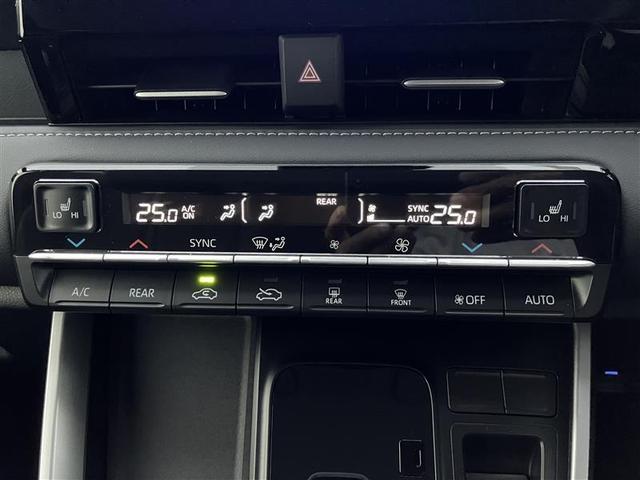 LO HI
25.0 A/C ON
REAR
SYNC AUTO 25.0
LO HI
SYNC
A/C
REAR
REAR
FRONT
OFF
AUTO